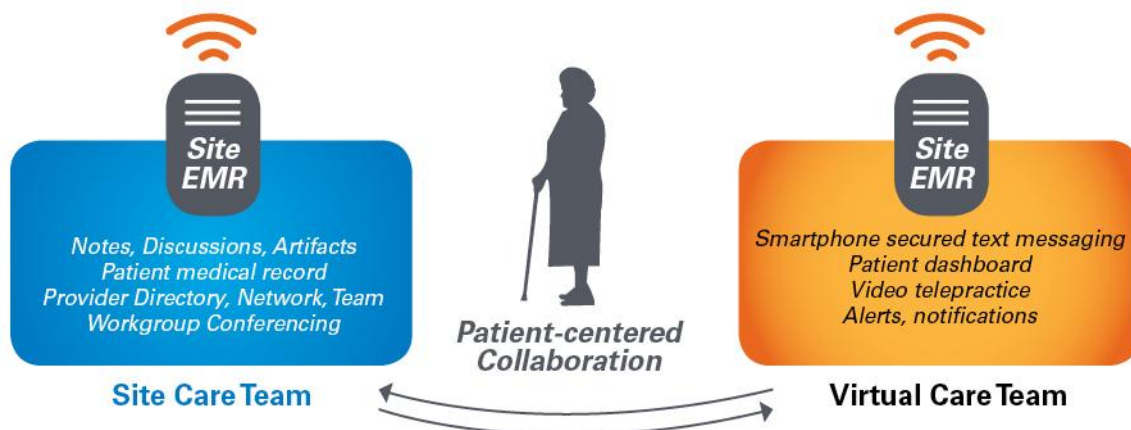 Site
EMR
Notes, Discussions, Artifacts
Patient medical record
Provider Directory, Network, Team
Workgroup Conferencing
Site Care Team
Patient-centered
Collaboration
Site
EMR
Smartphone secured text messaging
Patient dashboard
Video telepractice
Alerts, notifications
Virtual Care Team